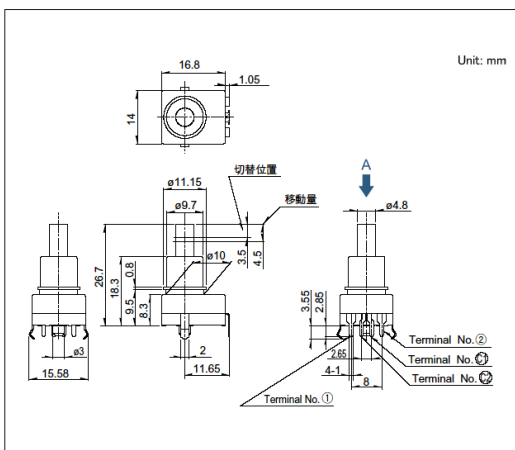 Unit: mm
16.8
1.05
14
切替位置
A
ø11.15
ø4.8
ø9.7
移動量
ø10
3.5
4.5
26.7
18.3
0.8
9.5
8.3
3.55
2.85
ø3
2
15.58
11.65
2.65
4-1
8
Terminal No.②
Terminal No.
Terminal No.
Terminal No.①